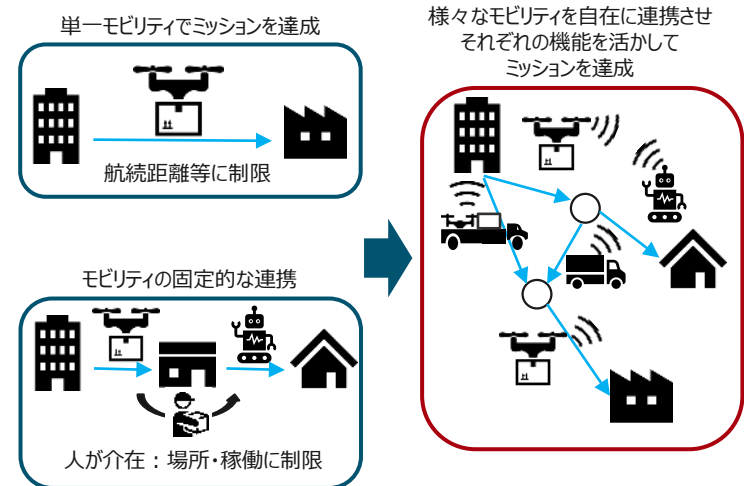 単一モビリティでミッションを達成
航続距離等に制限
モビリティの固定的な連携
人が介在：場所・稼働に制限
様々なモビリティを自在に連携させ
それぞれの機能を活かして
ミッションを達成